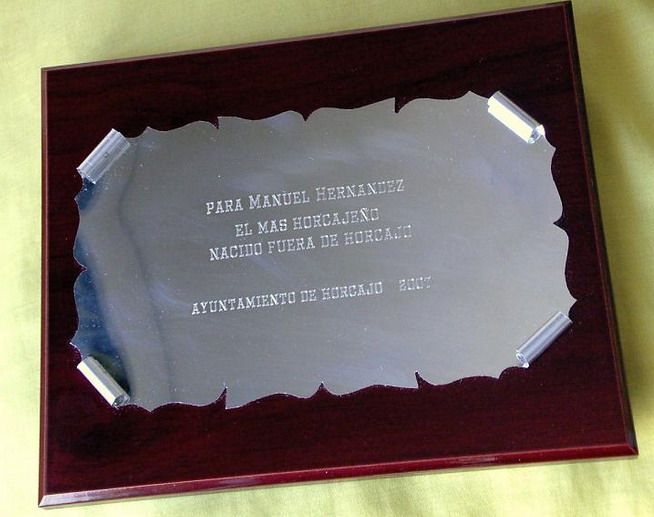 PARA MANUEL HERNANDEZ
EL MAS HORCAJEÑO
NACIDO FUERA DE HORCAJO
AYUNTAMIENTO DE HORCAJO 2007